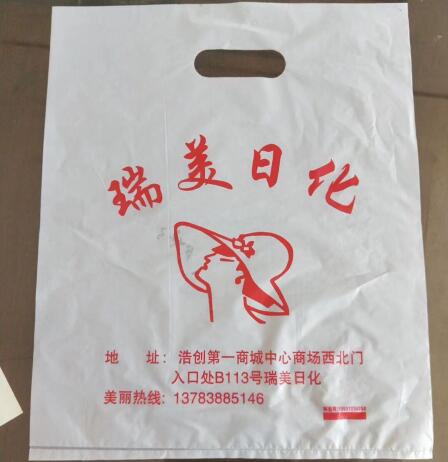 瑞美日化
地 址: 浩创第一商城中心商场西北门
入口处B113号瑞美日化
美丽热线: 13783885146